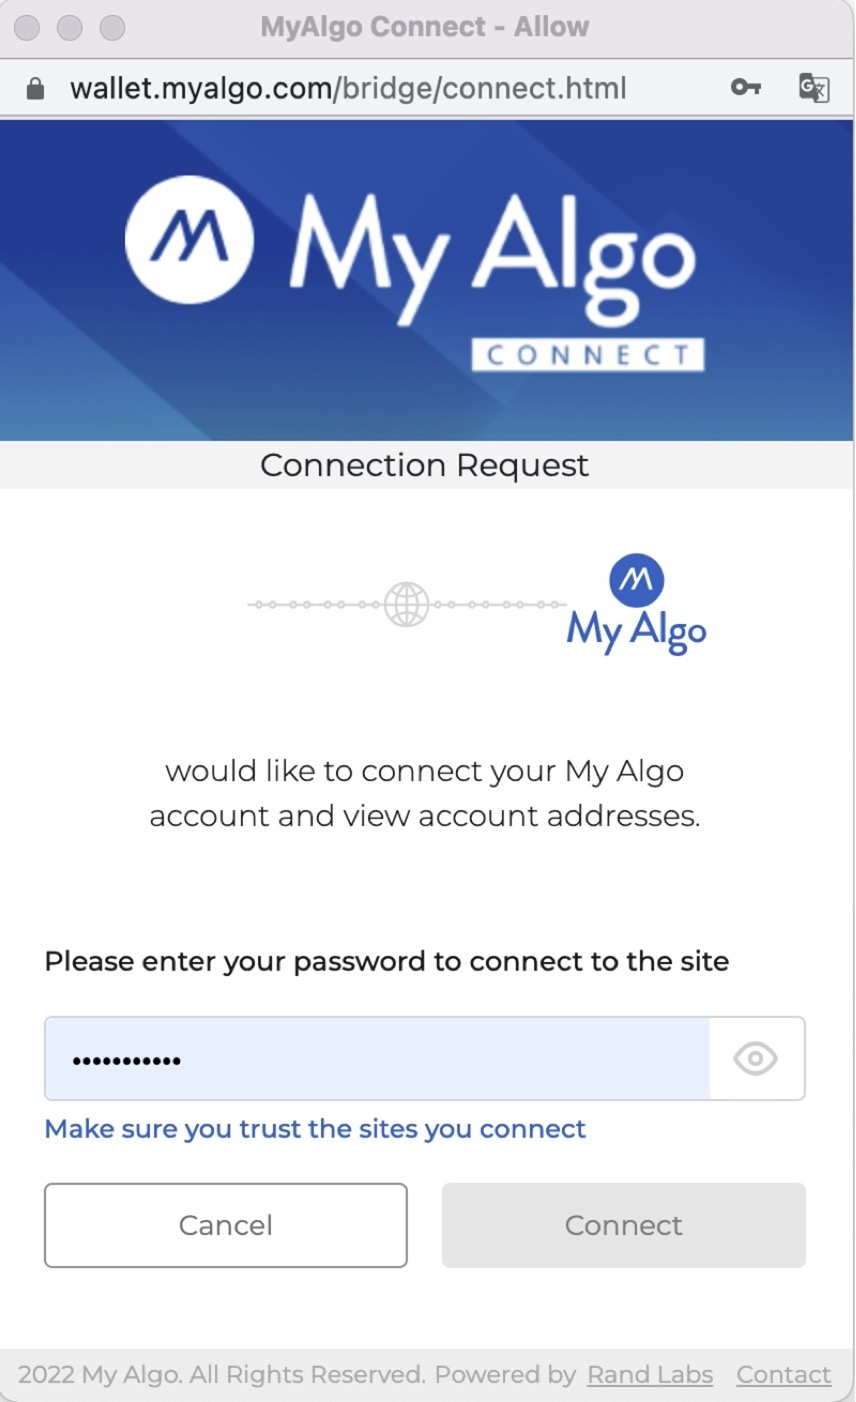 MyAlgo Connect - Allow
wallet.myalgo.com/bridge/connect.html
My Algo
CONNECT
Connection Request
My Algo
would like to connect your My Algo
account and view account addresses.
Please enter your password to connect to the site
•••••••••••
Make sure you trust the sites you connect
Cancel
Connect
2022 My Algo. All Rights Reserved. Powered by Rand Labs Contact